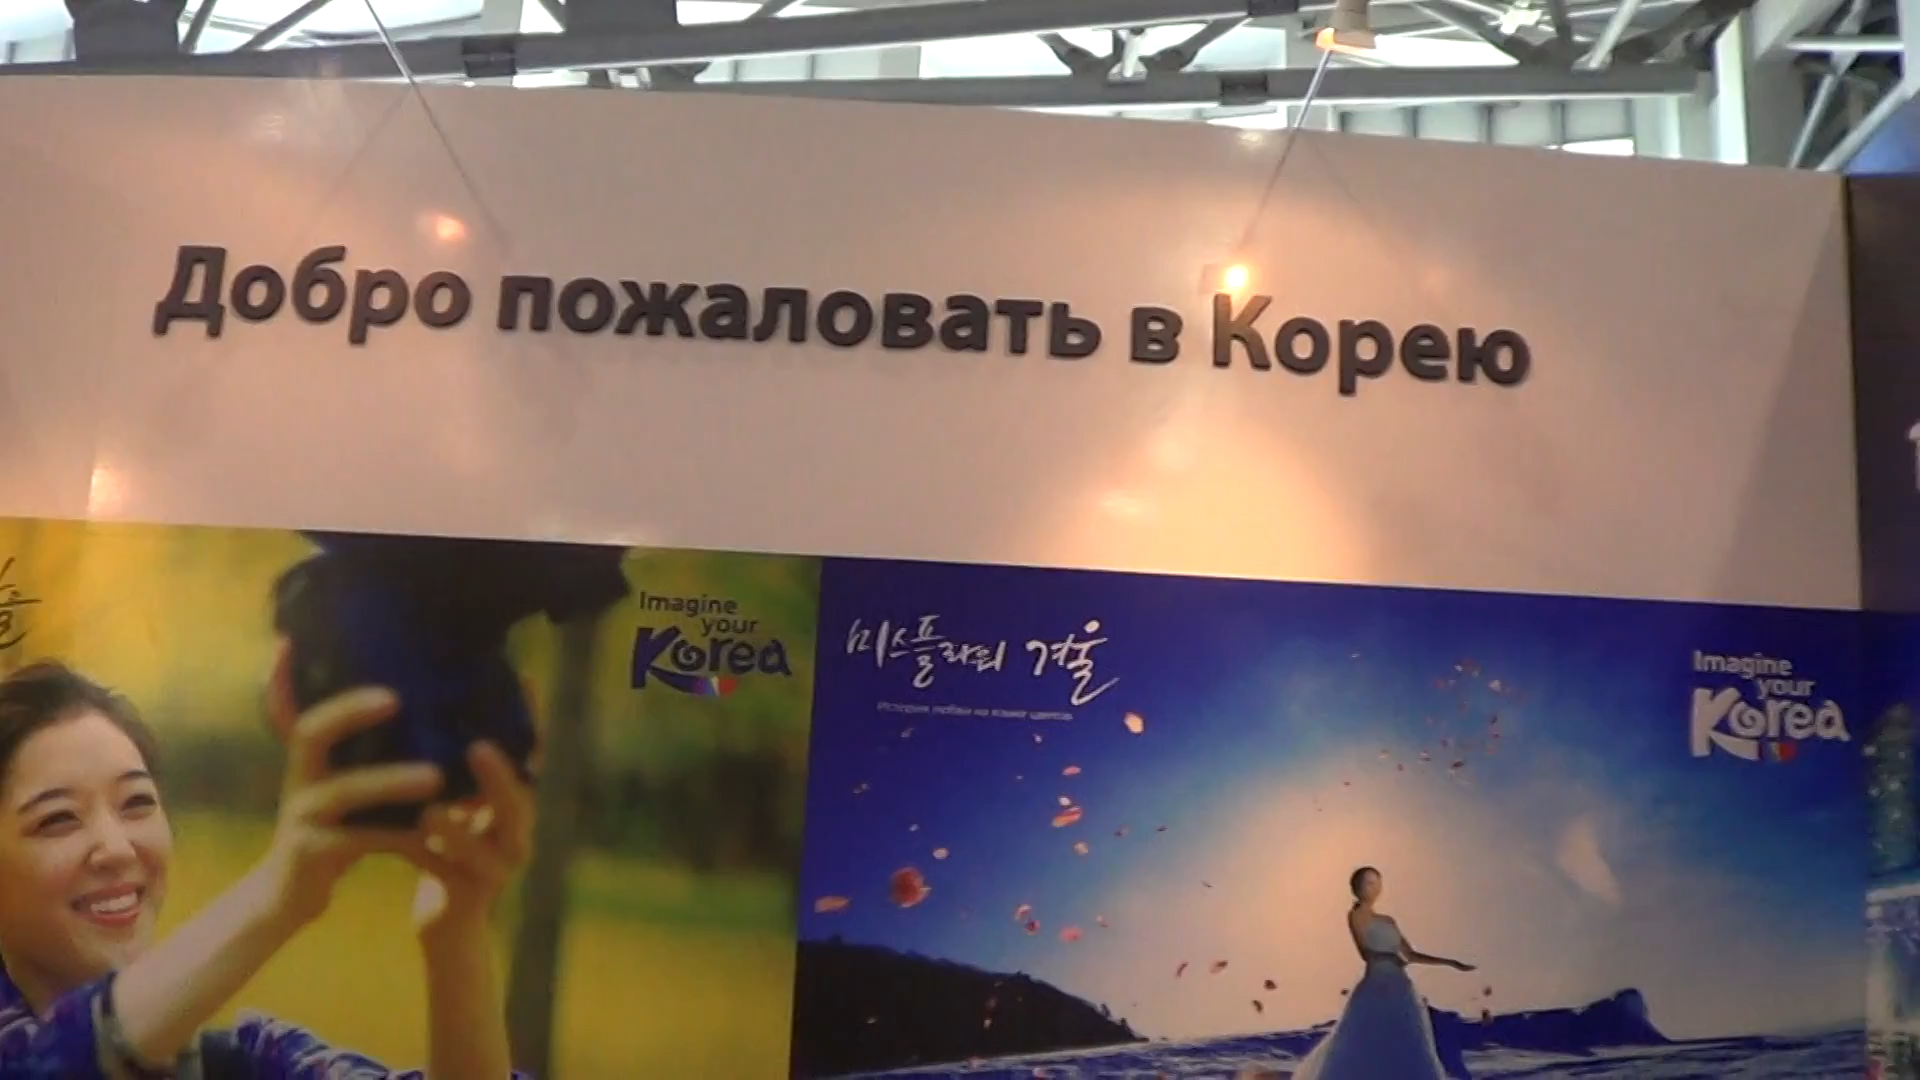 Добро пожаловать в Корею
Imagine
your
Korea
미스플라워의 겨울
История любви на языке цветов
Imagine
your
Korea